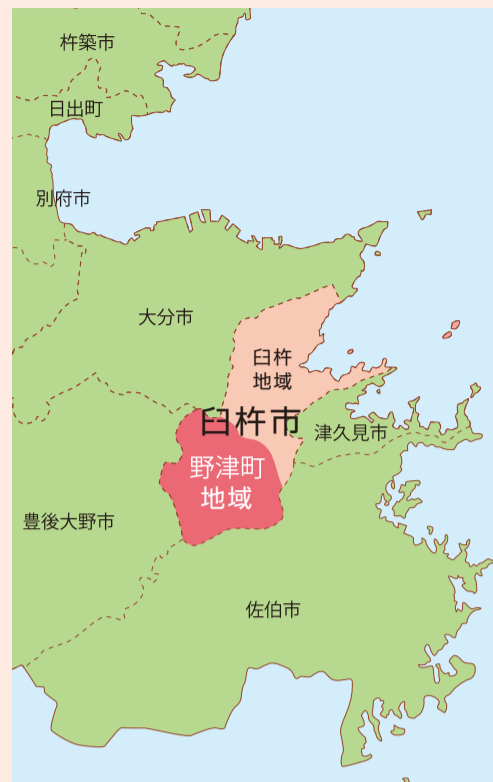 杵築市
日出町
別府市
大分市
臼杵
地域
臼杵市
津久見市
野津町
地域
豊後大野市
佐伯市